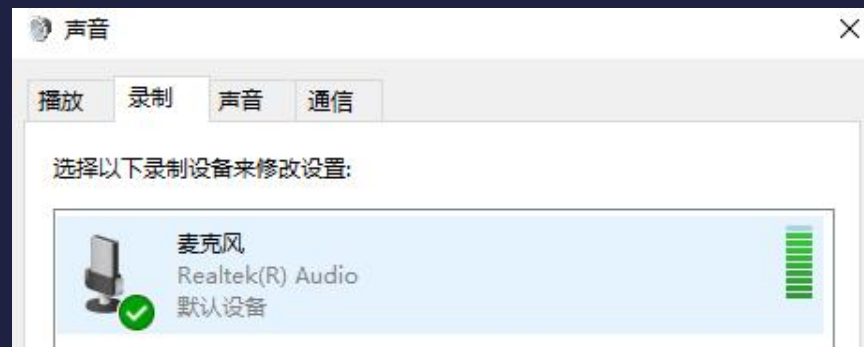 声音
播放 录制 声音 通信
选择以下录制设备来修改设置:
麦克风
Realtek(R) Audio
默认设备